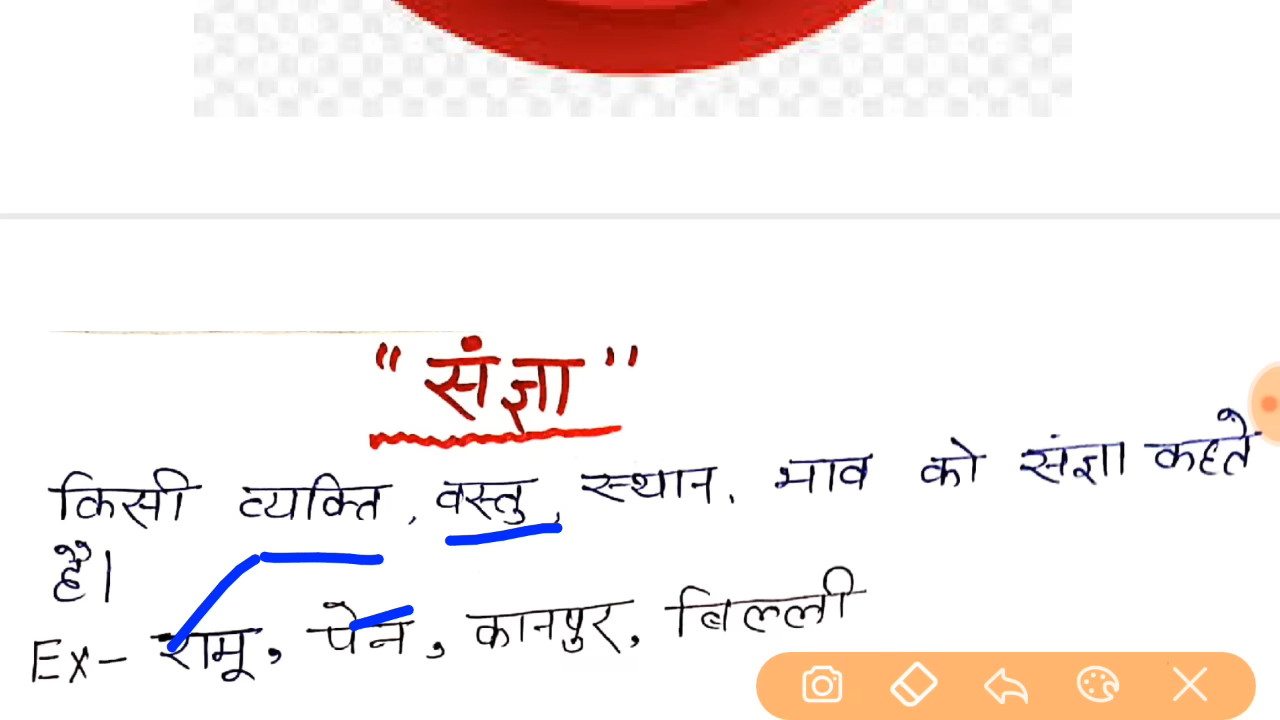 "संज्ञा"
किसी व्यक्ति, वस्तु, स्थान, भाव को संज्ञा कहते
हैं।
Ex- रामू, पेन, कानपुर, बिल्ली